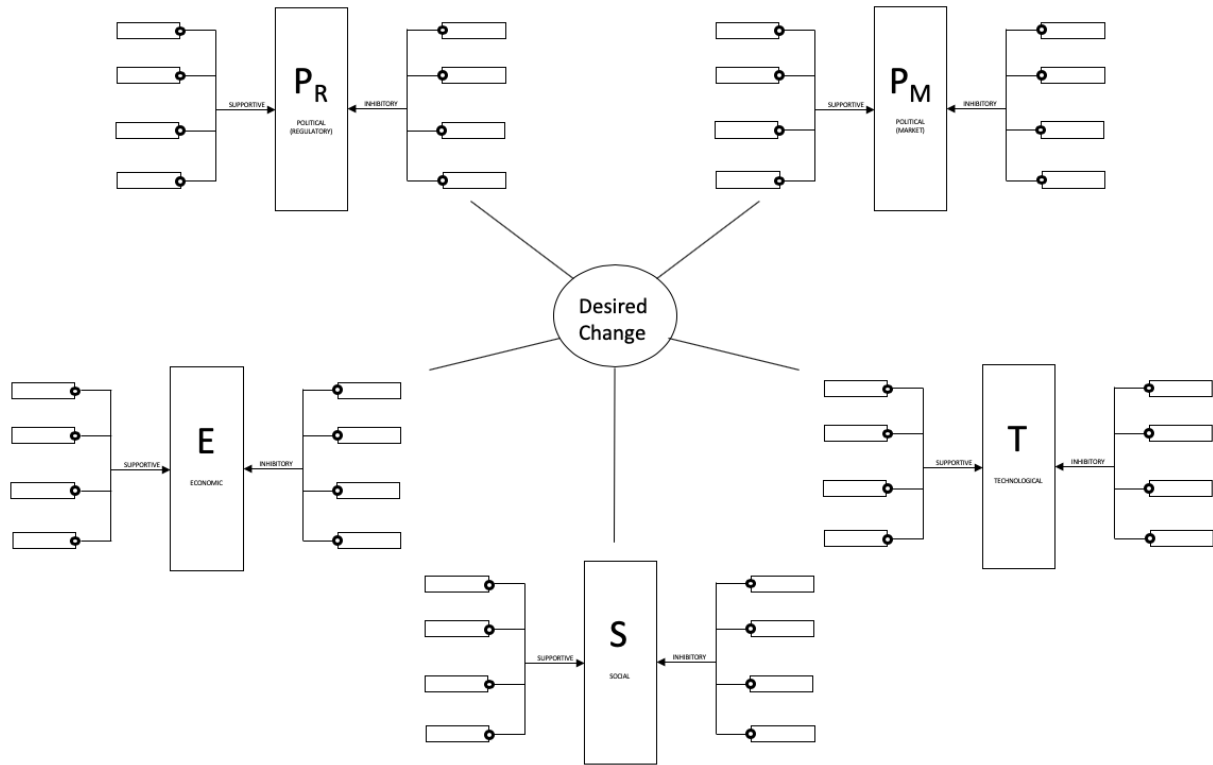 P_R
SUPPORTIVE
INHIBITORY
POLITICAL
(REGULATORY)
P_M
SUPPORTIVE
INHIBITORY
POLITICAL
(MARKET)
Desired
Change
E
SUPPORTIVE
INHIBITORY
ECONOMIC
T
SUPPORTIVE
INHIBITORY
TECHNOLOGICAL
S
SUPPORTIVE
INHIBITORY
SOCIAL